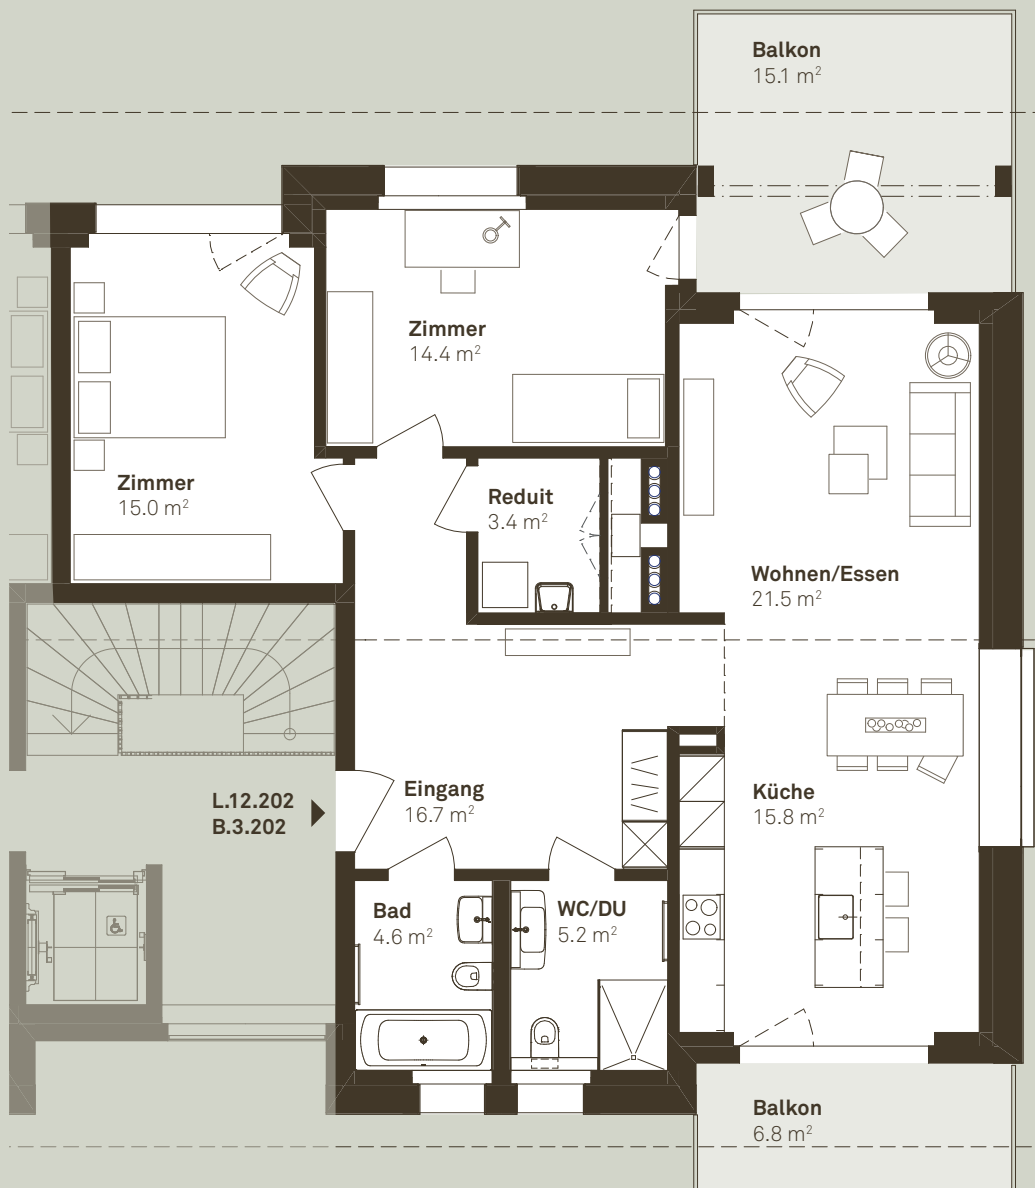 Balkon
15.1 m²
Zimmer
14.4 m²
Zimmer
15.0 m²
Reduit
3.4 m²
Wohnen/Essen
21.5 m²
L.12.202
B.3.202
Eingang
16.7 m²
Küche
15.8 m²
Bad
4.6 m²
WC/DU
5.2 m²
Balkon
6.8 m²